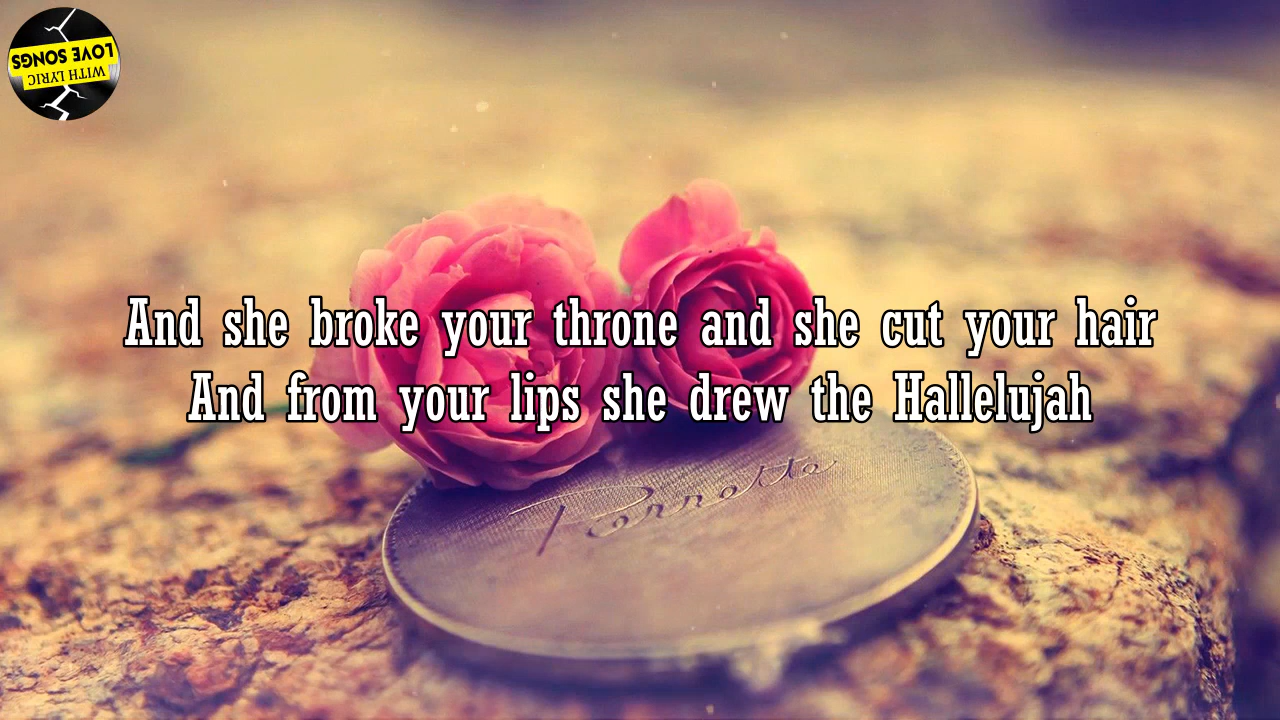 LOVE SONGS
WITH LYRIC
And she broke your throne and she cut your hair
And from your lips she drew the Hallelujah